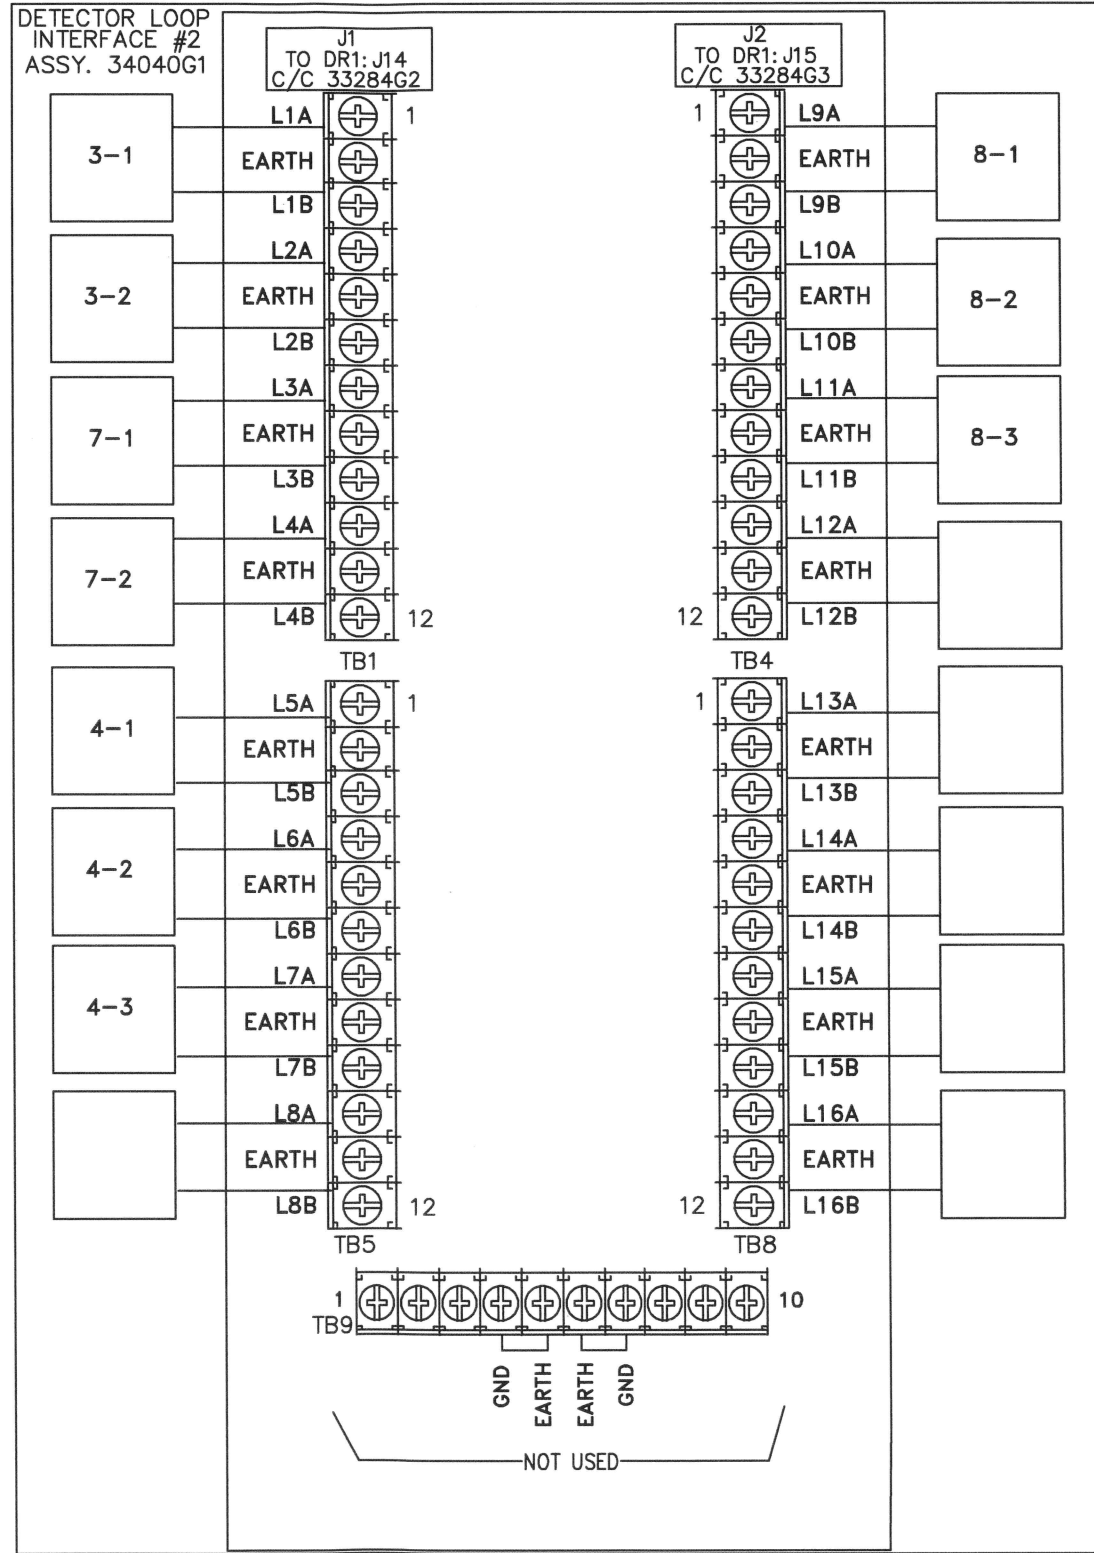 DETECTOR LOOP
INTERFACE #2
ASSY. 34040G1
J1
TO DR1: J14
C/C 33284G2
J2
TO DR1: J15
C/C 33284G3
3-1
L1A
1
EARTH
L1B
3-2
L2A
EARTH
L2B
7-1
L3A
EARTH
L3B
7-2
L4A
EARTH
L4B
12
TB1
1
L9A
8-1
EARTH
L9B
L10A
8-2
EARTH
L10B
L11A
8-3
EARTH
L11B
L12A
EARTH
12
L12B
TB4
4-1
L5A
1
EARTH
L5B
4-2
L6A
EARTH
L6B
4-3
L7A
EARTH
L7B
L8A
EARTH
L8B
12
TB5
1
L13A
EARTH
L13B
L14A
EARTH
L14B
L15A
EARTH
L15B
L16A
EARTH
12
L16B
TB8
1
10
TB9
GND
EARTH
EARTH
GND
NOT USED